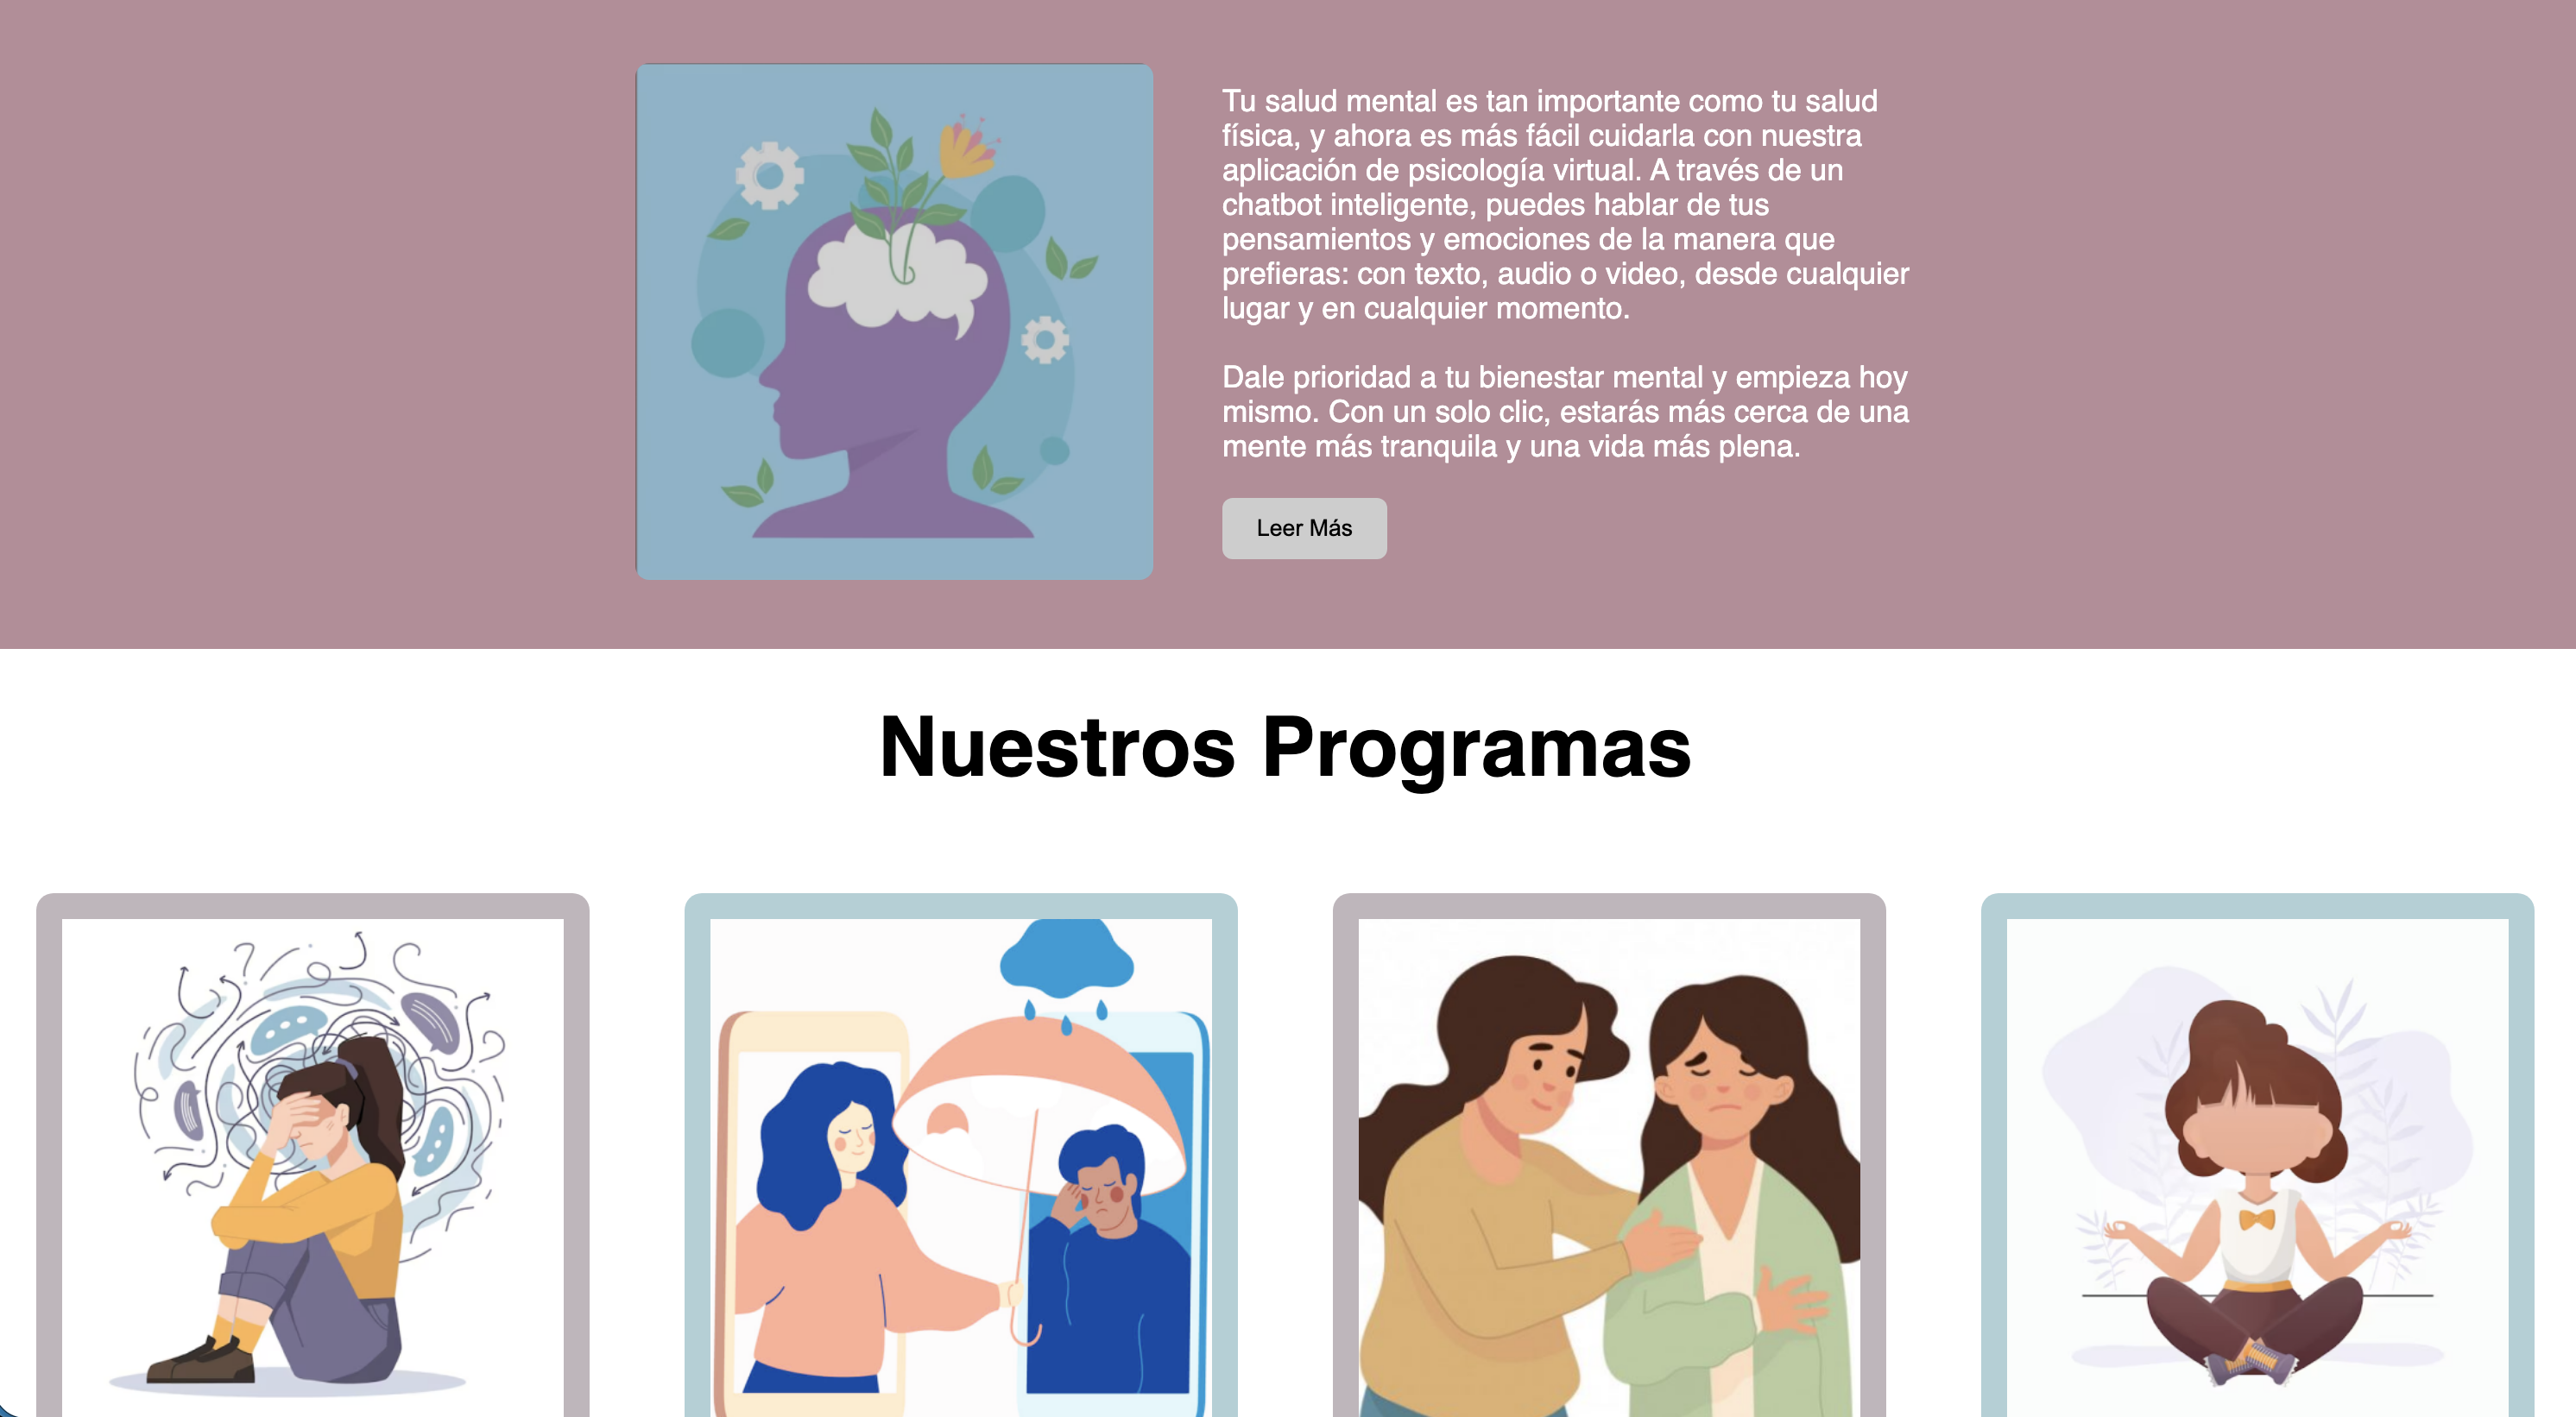 Tu salud mental es tan importante como tu salud
física, y ahora es más fácil cuidarla con nuestra
aplicación de psicología virtual. A través de un
chatbot inteligente, puedes hablar de tus
pensamientos y emociones de la manera que
prefieras: con texto, audio o video, desde cualquier
lugar y en cualquier momento.
Dale prioridad a tu bienestar mental y empieza hoy
mismo. Con un solo clic, estarás más cerca de una
mente más tranquila y una vida más plena.
Leer Más
Nuestros Programas